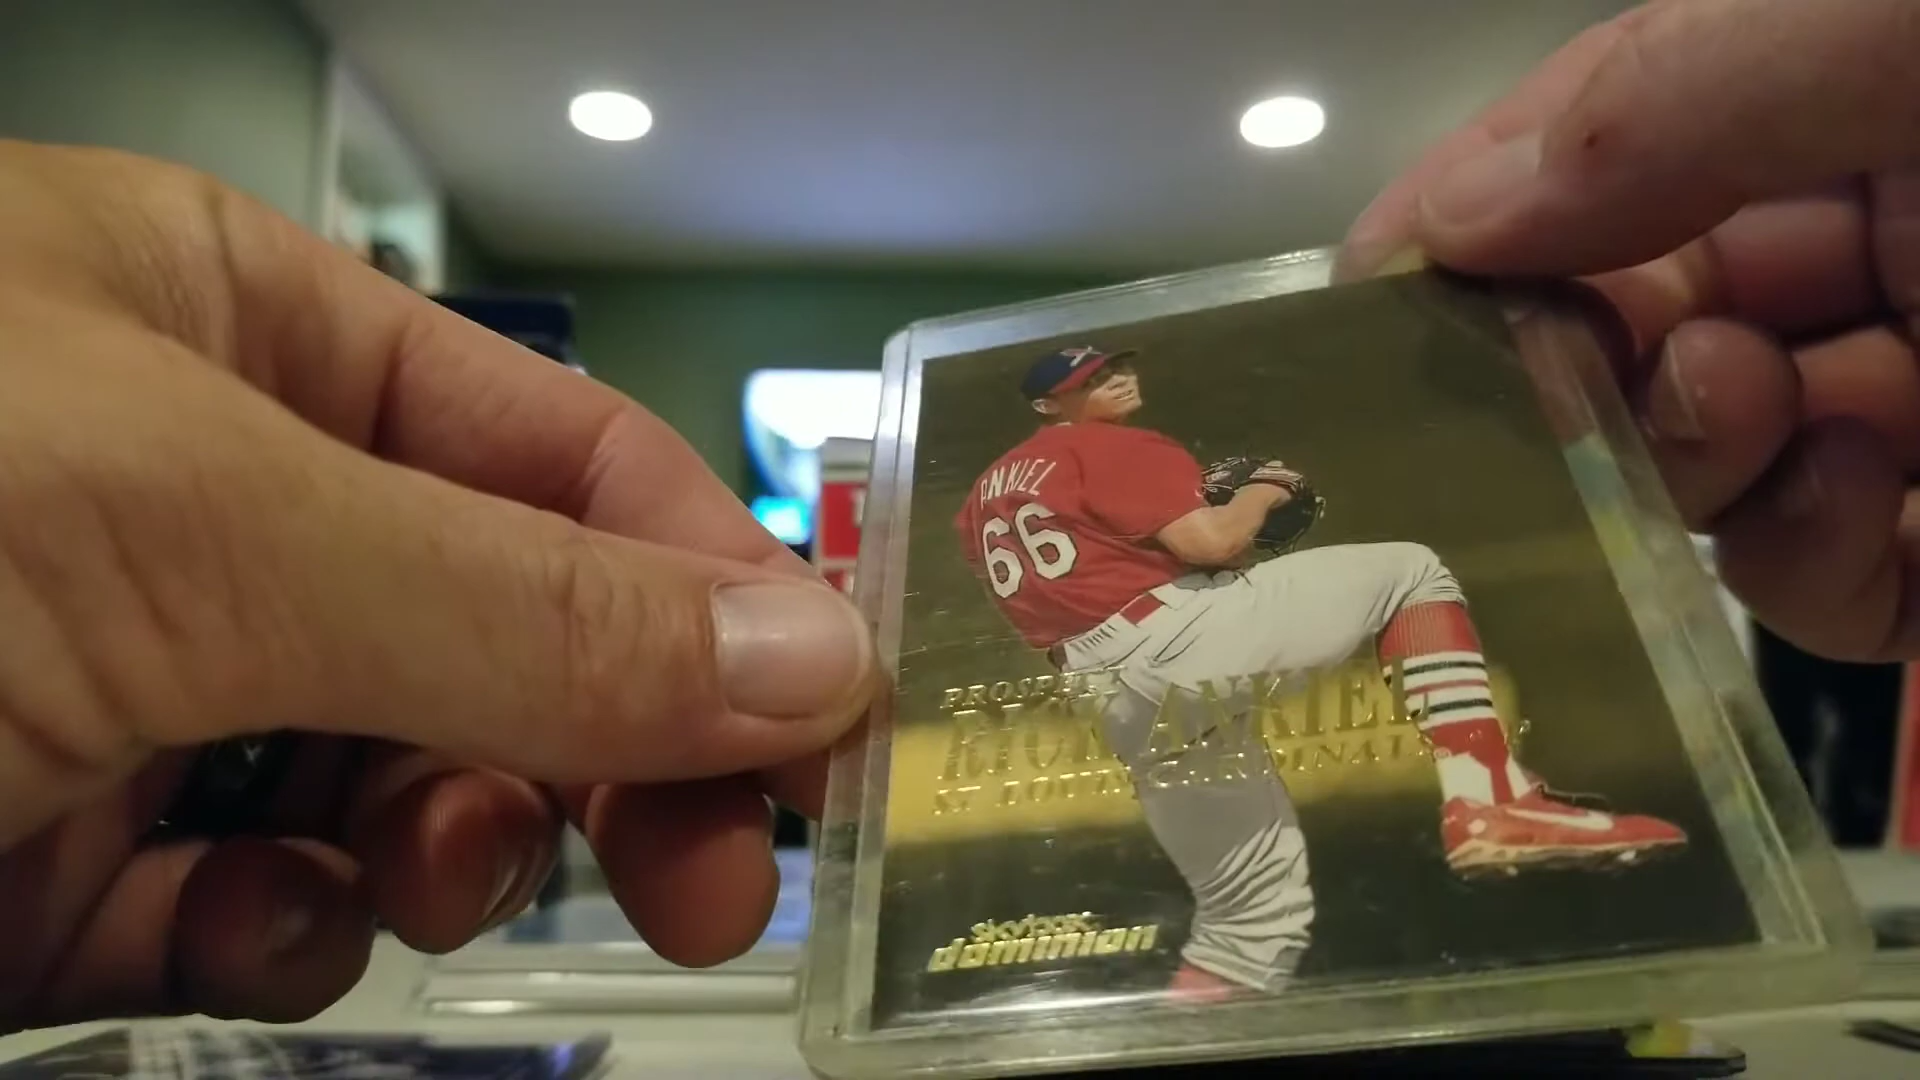 ANKIEL
66
PROSPECT
RICK ANKIEL
ST. LOUIS CARDINALS
skybox
dominion